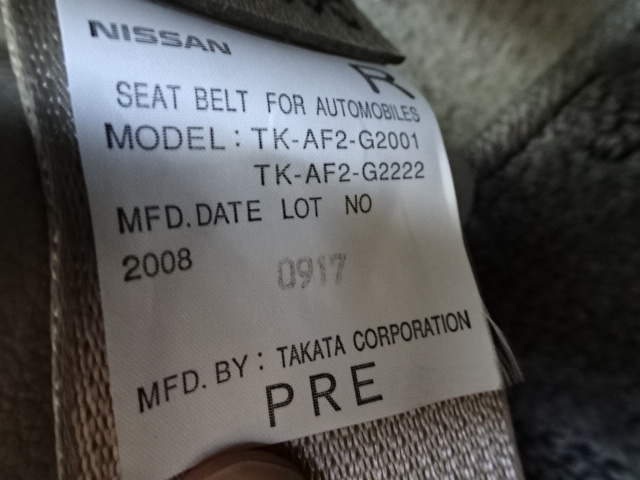 NISSAN
R
SEAT BELT FOR AUTOMOBILES
MODEL: TK-AF2-G2001
TK-AF2-G2222
MFD.DATE LOT NO
2008 0917
MFD. BY: TAKATA CORPORATION
PRE